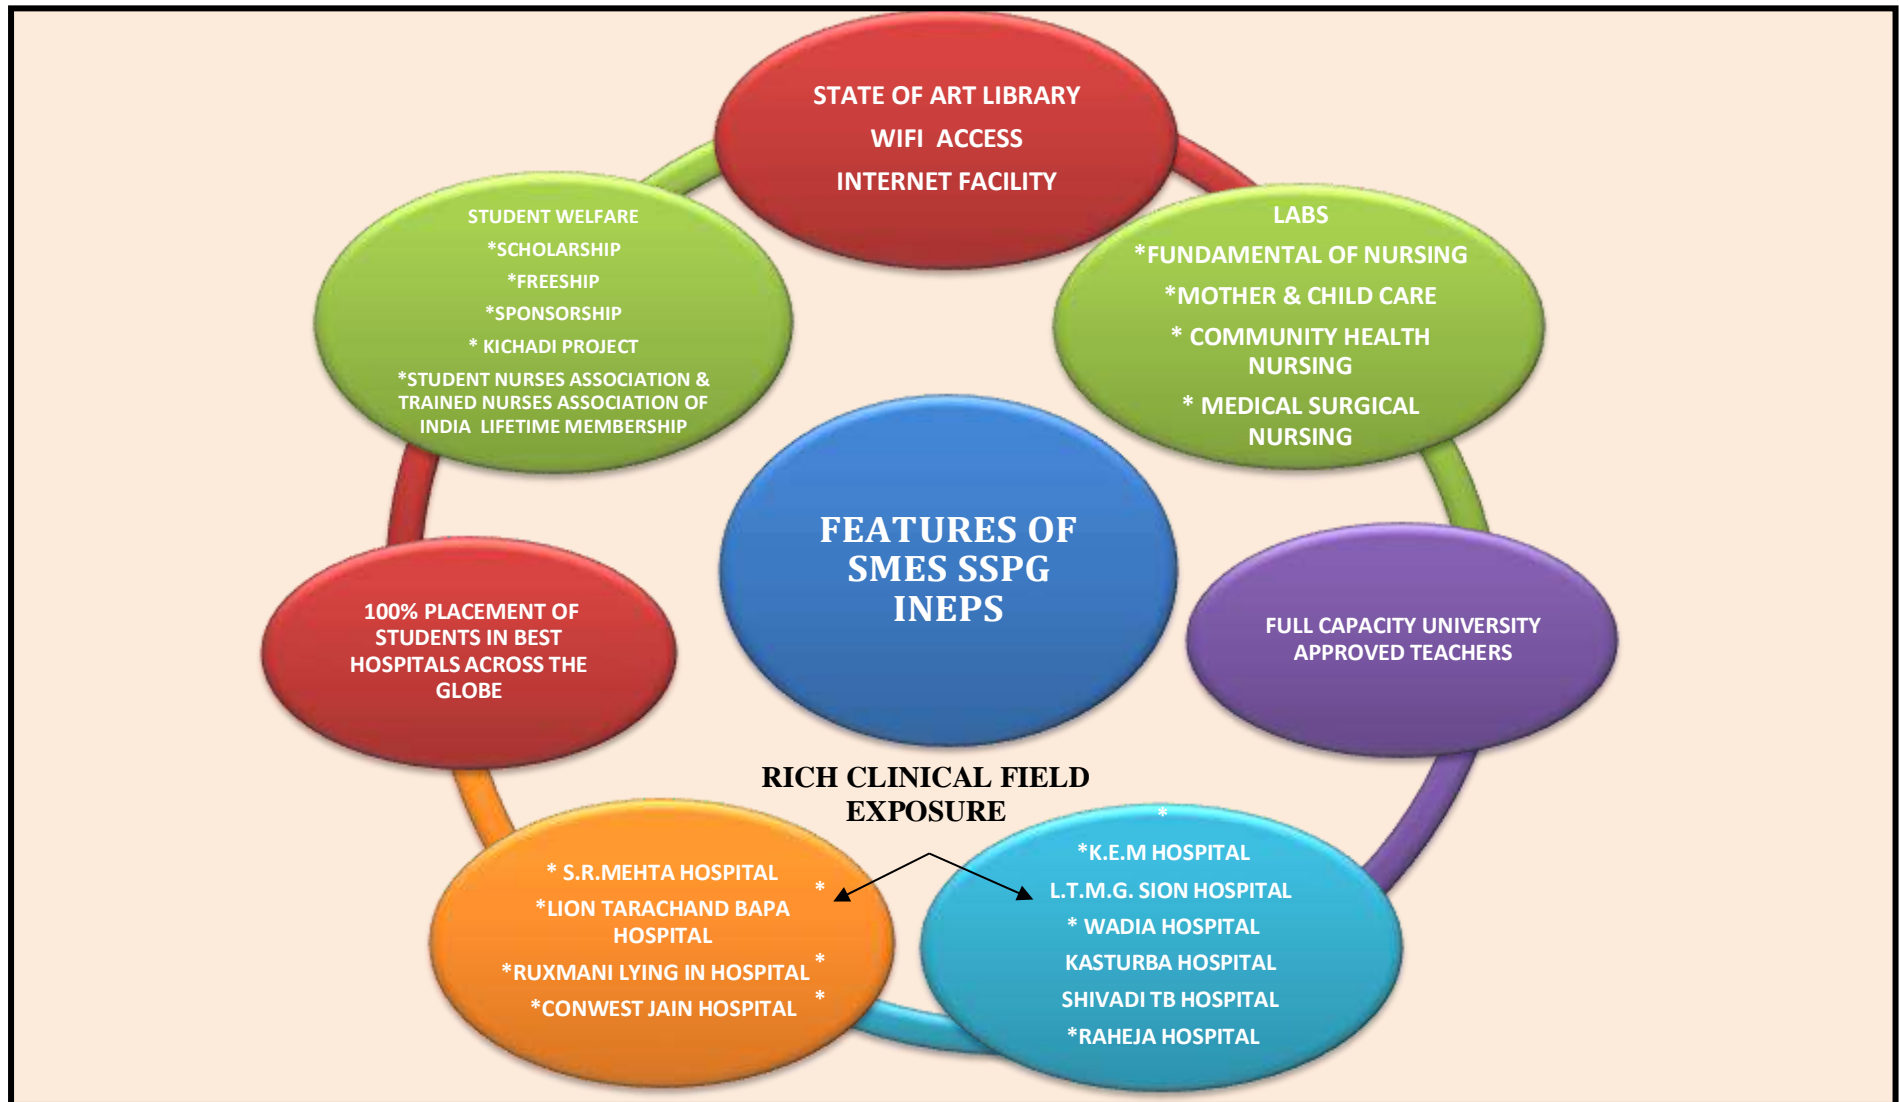 STATE OF ART LIBRARY
WIFI ACCESS
INTERNET FACILITY
STUDENT WELFARE
*SCHOLARSHIP
*FREESHIP
*SPONSORSHIP
* KICHADI PROJECT
*STUDENT NURSES ASSOCIATION &
TRAINED NURSES ASSOCIATION OF
INDIA LIFETIME MEMBERSHIP
LABS
*FUNDAMENTAL OF NURSING
*MOTHER & CHILD CARE
* COMMUNITY HEALTH
NURSING
* MEDICAL SURGICAL
NURSING
FEATURES OF
SMES SSPG
INEPS
100% PLACEMENT OF
STUDENTS IN BEST
HOSPITALS ACROSS THE
GLOBE
FULL CAPACITY UNIVERSITY
APPROVED TEACHERS
RICH CLINICAL FIELD
EXPOSURE
* S.R.MEHTA HOSPITAL
*
*LION TARACHAND BAPA
HOSPITAL
*RUXMANI LYING IN HOSPITAL *
*CONWEST JAIN HOSPITAL *
*
*K.E.M HOSPITAL
L.T.M.G. SION HOSPITAL
* WADIA HOSPITAL
KASTURBA HOSPITAL
SHIVADI TB HOSPITAL
*RAHEJA HOSPITAL